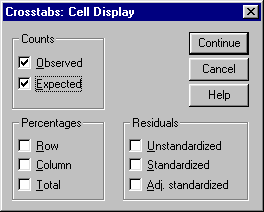 Crosstabs: Cell Display
Counts
Observed
Expected
Continue
Cancel
Help
Percentages
Row
Column
Total
Residuals
Unstandardized
Standardized
Adj. standardized